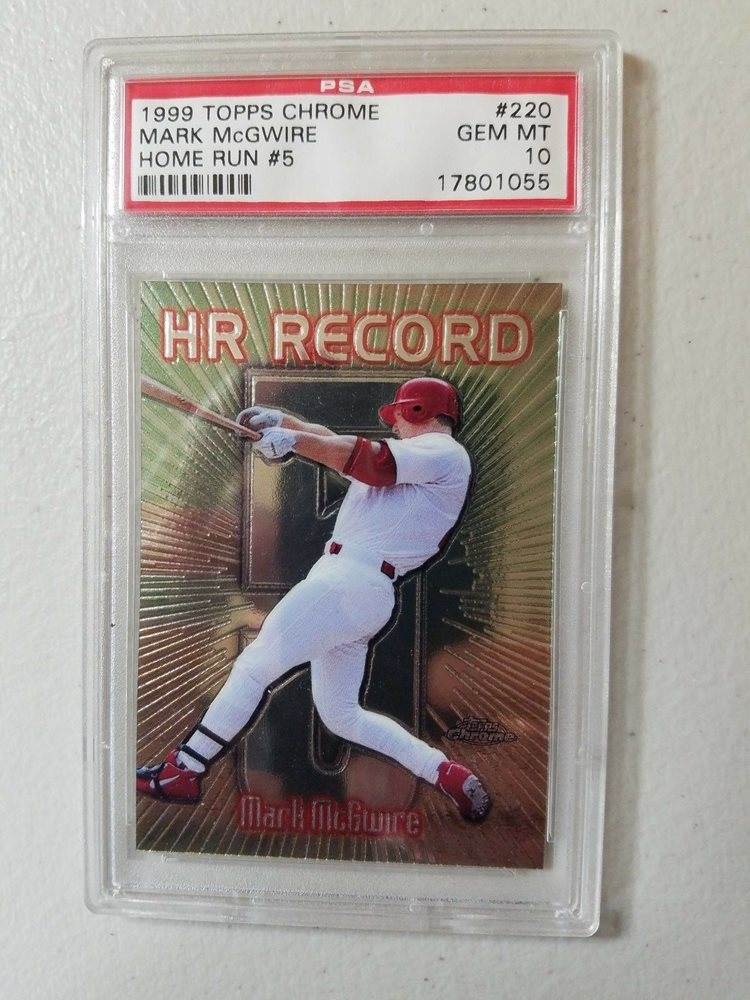 PSA
1999 TOPPS CHROME #220
MARK McGWIRE GEM MT
HOME RUN #5 10
17801055
HR RECORD
5
Topps
Chrome
Mark McGwire